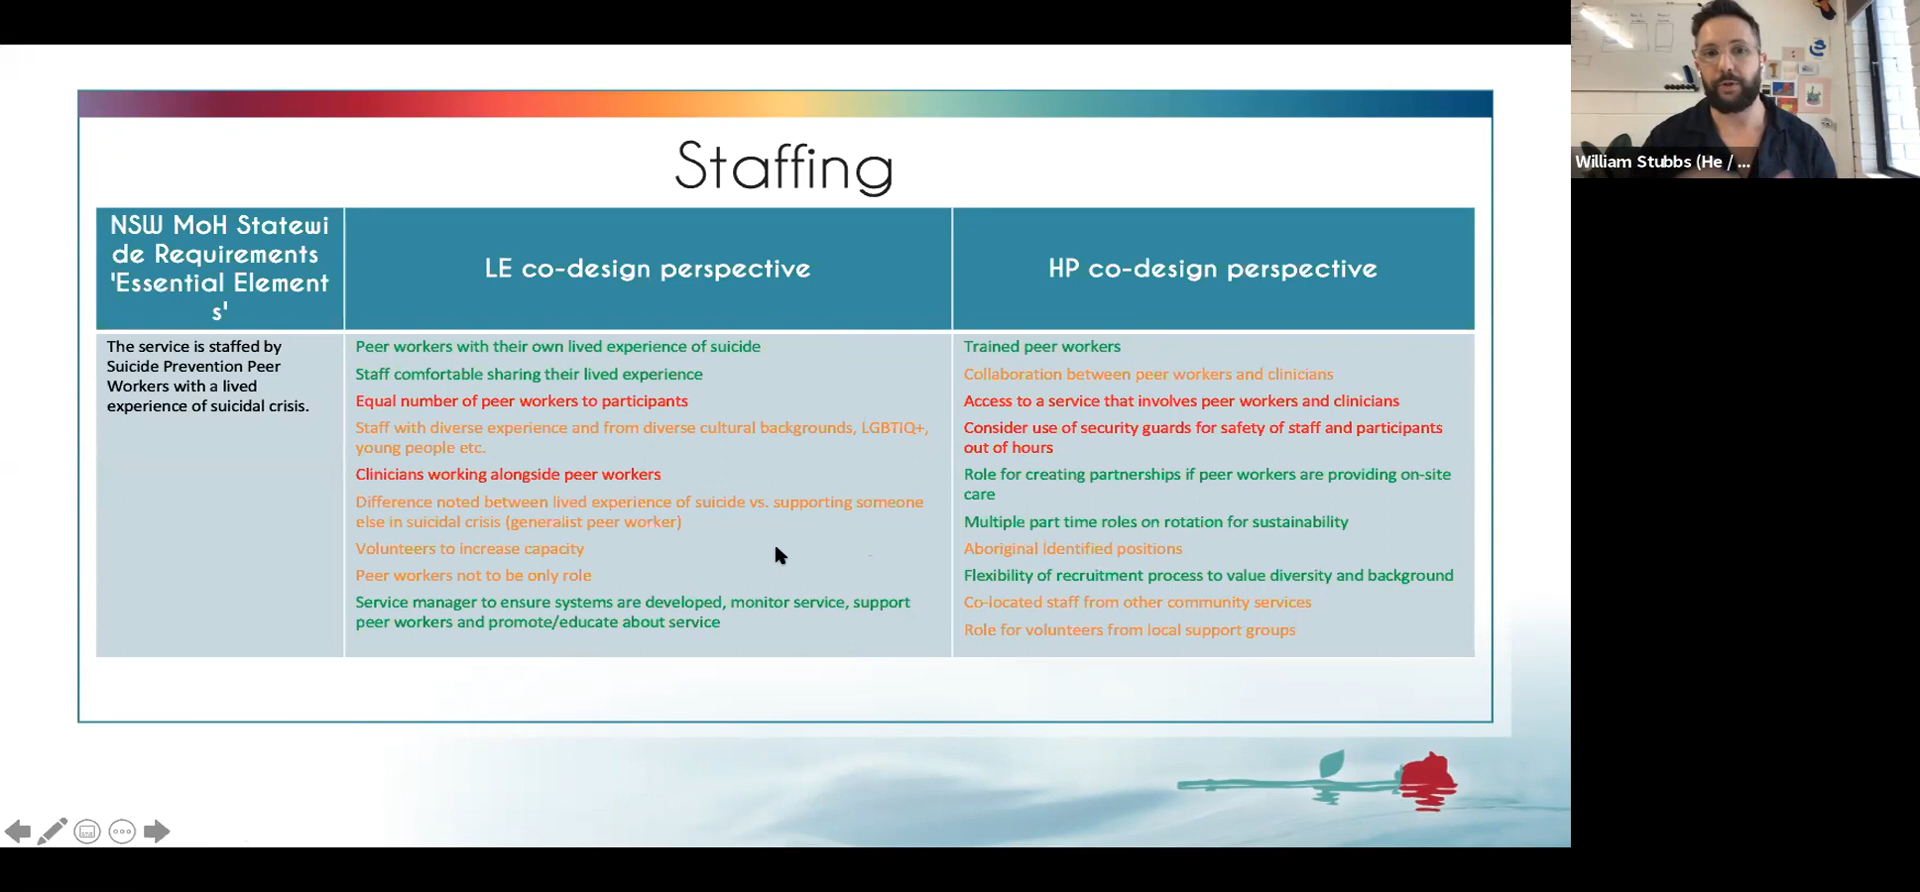 Staffing
NSW MoH Statewi
de Requirements
'Essential Element
s'
LE co-design perspective
HP co-design perspective
The service is staffed by
Suicide Prevention Peer
Workers with a lived
experience of suicidal crisis.
Peer workers with their own lived experience of suicide
Staff comfortable sharing their lived experience
Equal number of peer workers to participants
Staff with diverse experience and from diverse cultural backgrounds, LGBTIQ+,
young people etc.
Clinicians working alongside peer workers
Difference noted between lived experience of suicide vs. supporting someone
else in suicidal crisis (generalist peer worker)
Volunteers to increase capacity
Peer workers not to be only role
Service manager to ensure systems are developed, monitor service, support
peer workers and promote/educate about service
Trained peer workers
Collaboration between peer workers and clinicians
Access to a service that involves peer workers and clinicians
Consider use of security guards for safety of staff and participants
out of hours
Role for creating partnerships if peer workers are providing on-site
care
Multiple part time roles on rotation for sustainability
Aboriginal Identified positions
Flexibility of recruitment process to value diversity and background
Co-located staff from other community services
Role for volunteers from local support groups
William Stubbs (He / ...